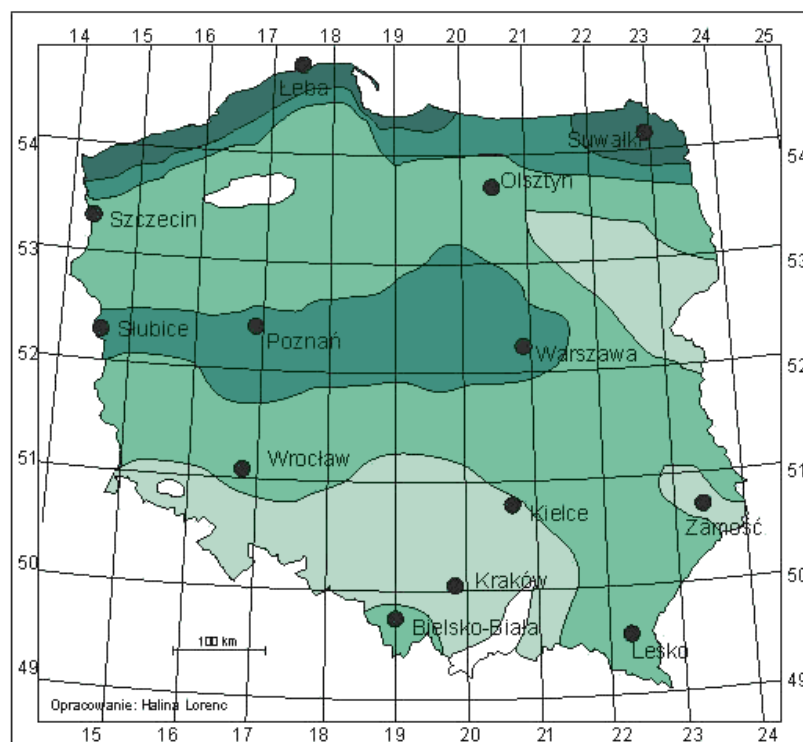 14 15 16 17 18 19 20 21 22 23 24 25
Łeba
54
Suwałki
54
Olsztyn
Szczecin
53
53
Słubice
Poznań
Warszawa
52
52
Wrocław
51
51
Kielce
Zamość
50
Kraków
50
Bielsko-Biała
Lesko
100 km
49
49
Opracowanie: Halina Lorenc
15 16 17 18 19 20 21 22 23 24